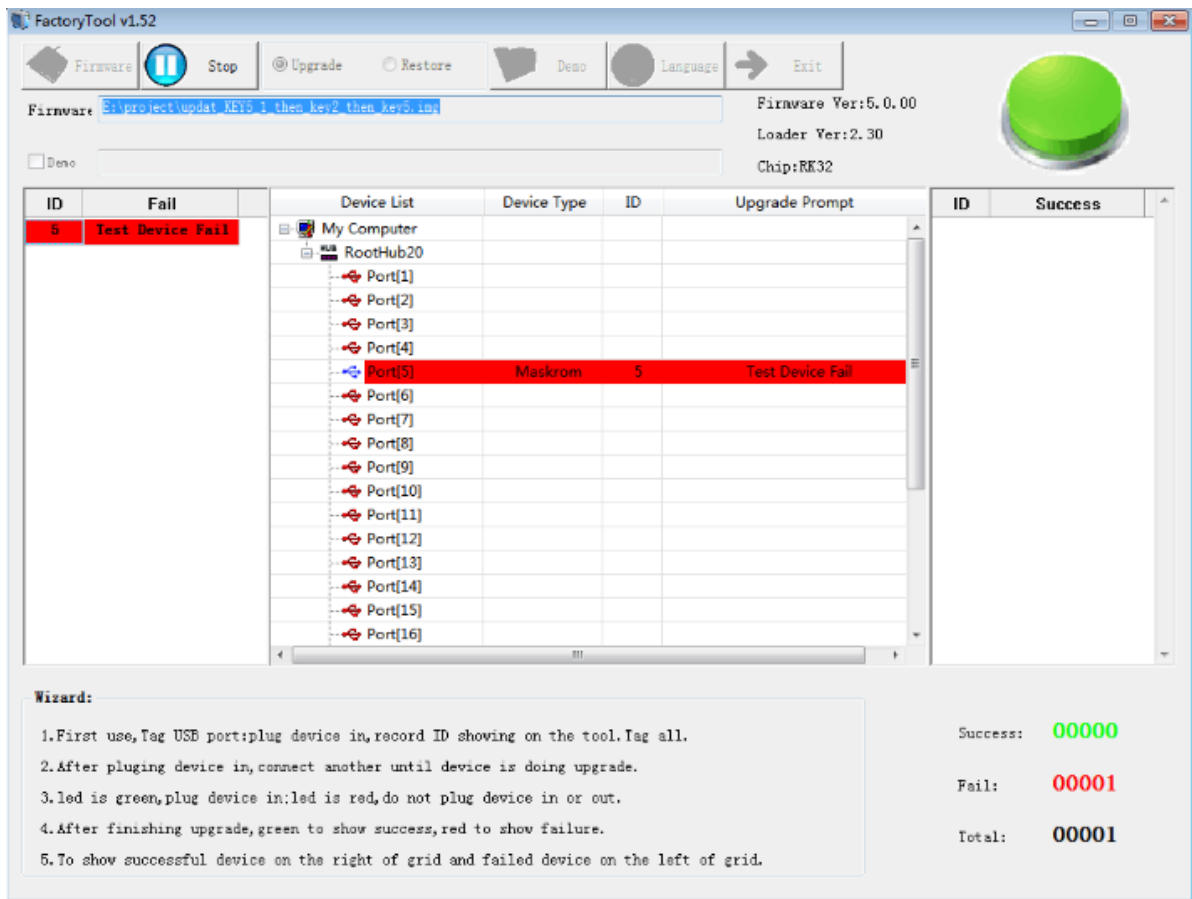 FactoryTool v1.52
Firmware Stop Upgrade Restore Demo Language Exit
Firmware E:\project\updat_KEY5_1_then_key2_then_key5.img
Firmware Ver:5.0.00
Loader Ver:2.30
Demo
Chip:RK32
ID Fail
5 Test Device Fail
Device List Device Type ID Upgrade Prompt
My Computer
HUB RootHub20
Port[1]
Port[2]
Port[3]
Port[4]
Port[5] Maskrom 5 Test Device Fail
Port[6]
Port[7]
Port[8]
Port[9]
Port[10]
Port[11]
Port[12]
Port[13]
Port[14]
Port[15]
Port[16]
ID Success
Wizard:
1.First use,Tag USB port:plug device in,record ID showing on the tool.Tag all.
2.After pluging device in,connect another until device is doing upgrade.
3.led is green,plug device in;led is red,do not plug device in or out.
4.After finishing upgrade,green to show success,red to show failure.
5.To show successful device on the right of grid and failed device on the left of grid.
Success: 00000
Fail: 00001
Total: 00001